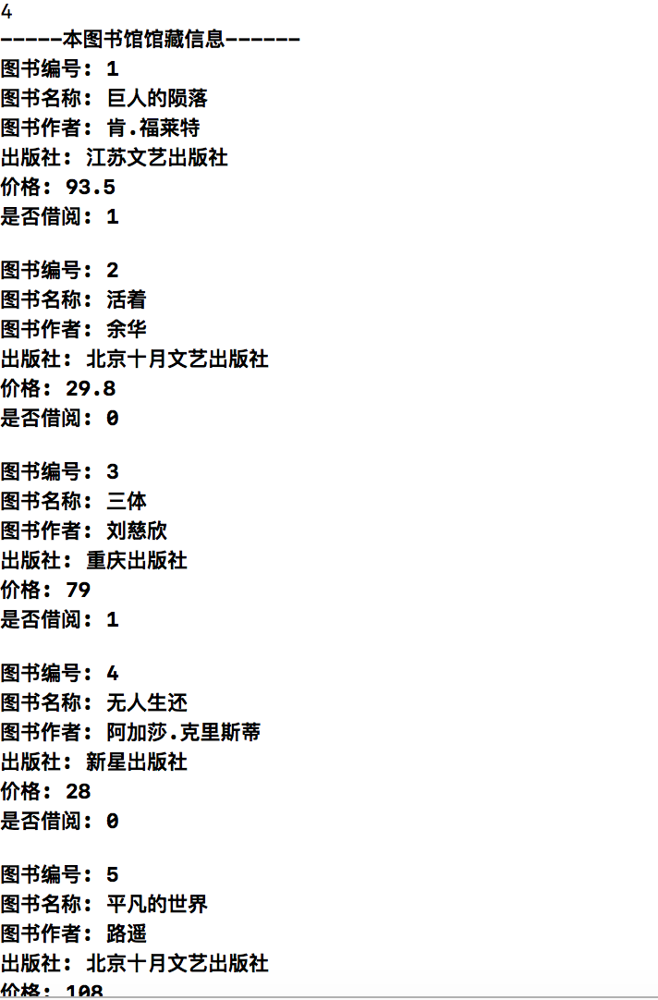 4
-----本图书馆馆藏信息------
图书编号: 1
图书名称: 巨人的陨落
图书作者: 肯.福莱特
出版社: 江苏文艺出版社
价格: 93.5
是否借阅: 1
图书编号: 2
图书名称: 活着
图书作者: 余华
出版社: 北京十月文艺出版社
价格: 29.8
是否借阅: 0
图书编号: 3
图书名称: 三体
图书作者: 刘慈欣
出版社: 重庆出版社
价格: 79
是否借阅: 1
图书编号: 4
图书名称: 无人生还
图书作者: 阿加莎.克里斯蒂
出版社: 新星出版社
价格: 28
是否借阅: 0
图书编号: 5
图书名称: 平凡的世界
图书作者: 路遥
出版社: 北京十月文艺出版社
价格: 108